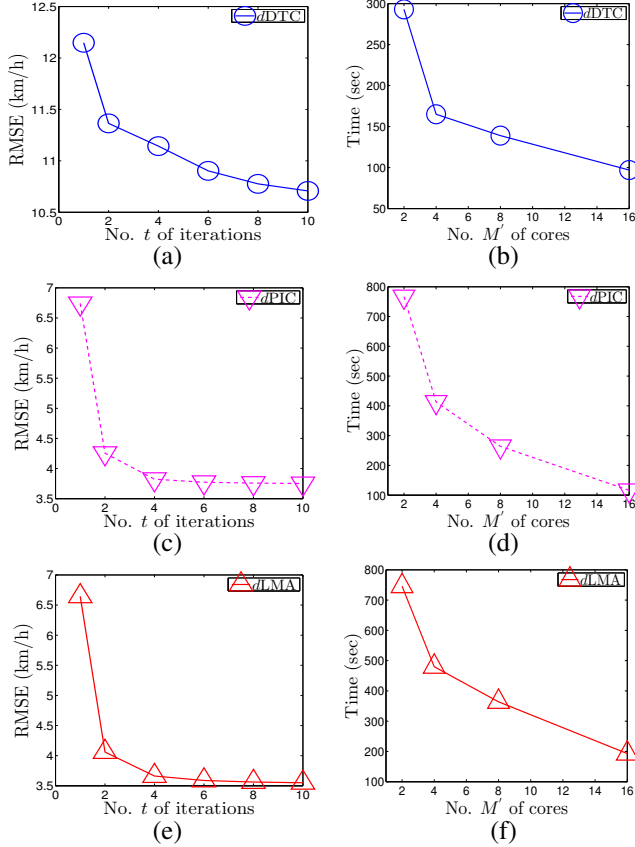 12.5
12
11.5
11
10.5
RMSE (km/h)
dDTC
0 2 4 6 8 10
No. t of iterations
(a)
300
250
200
150
100
50
Time (sec)
dDTC
2 4 6 8 10 12 14 16
No. M′ of cores
(b)
7
6.5
6
5.5
5
4.5
4
3.5
RMSE (km/h)
dPIC
0 2 4 6 8 10
No. t of iterations
(c)
800
700
600
500
400
300
200
100
Time (sec)
dPIC
2 4 6 8 10 12 14 16
No. M′ of cores
(d)
7
6.5
6
5.5
5
4.5
4
3.5
RMSE (km/h)
dLMA
0 2 4 6 8 10
No. t of iterations
(e)
800
700
600
500
400
300
200
100
Time (sec)
dLMA
2 4 6 8 10 12 14 16
No. M′ of cores
(f)